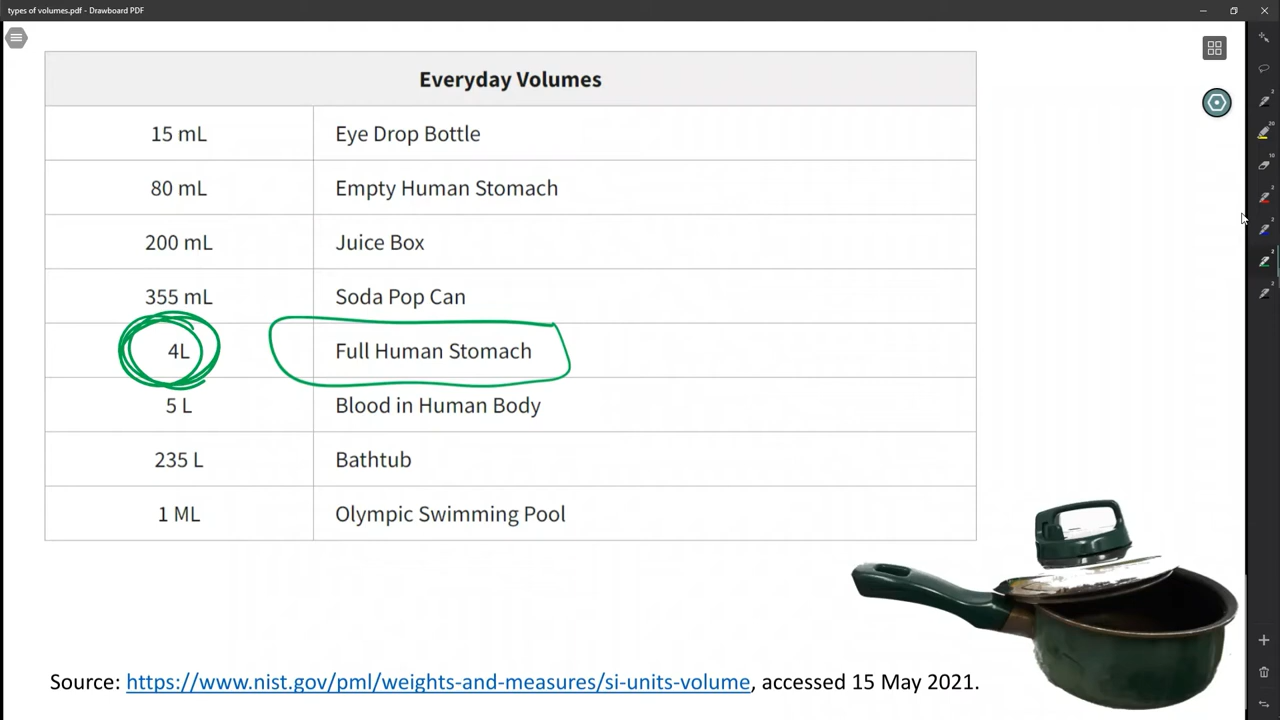 types of volumes.pdf - Drawboard PDF
Everyday Volumes
15 mL Eye Drop Bottle
80 mL Empty Human Stomach
200 mL Juice Box
355 mL Soda Pop Can
4L Full Human Stomach
5 L Blood in Human Body
235 L Bathtub
1 ML Olympic Swimming Pool
Source: https://www.nist.gov/pml/weights-and-measures/si-units-volume, accessed 15 May 2021.